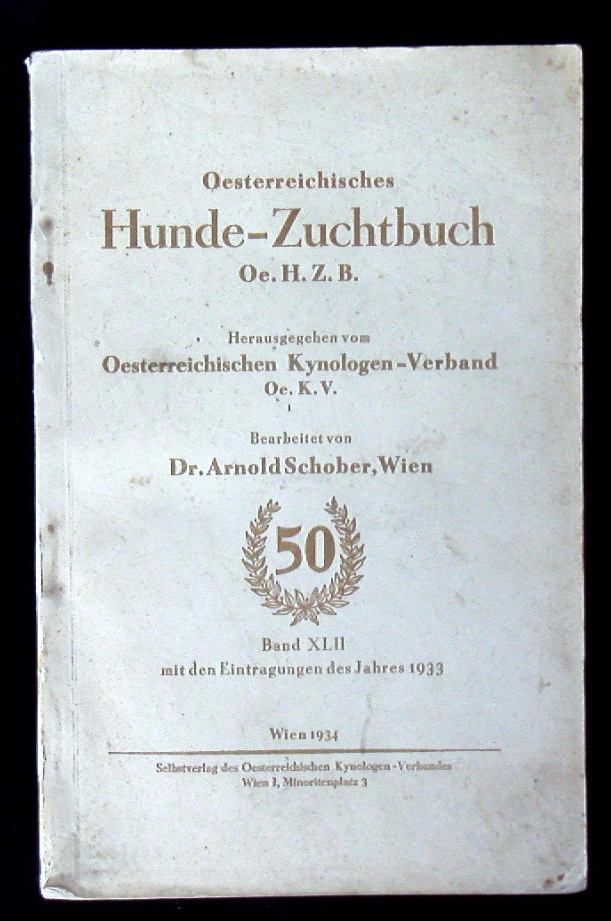 Oesterreichisches
Hunde-Zuchtbuch
Oe. H. Z. B.
Herausgegeben vom
Oesterreichischen Kynologen-Verband
Oe. K. V.
Bearbeitet von
Dr. Arnold Schober, Wien
50
Band XLII
mit den Eintragungen des Jahres 1933
Wien 1934
Selbstverlag des Oesterreichischen Kynologen-Verbandes
Wien I, Minoritenplatz 3